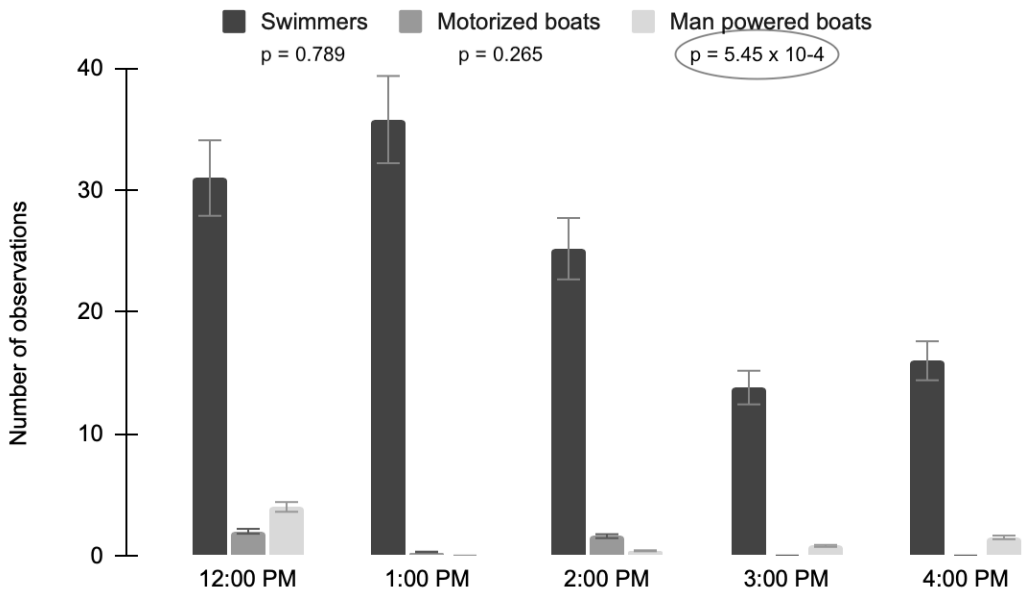 Swimmers Motorized boats Man powered boats
p = 0.789 p = 0.265 p = 5.45 x 10-4
40
30
20
10
0
Number of observations
12:00 PM 1:00 PM 2:00 PM 3:00 PM 4:00 PM